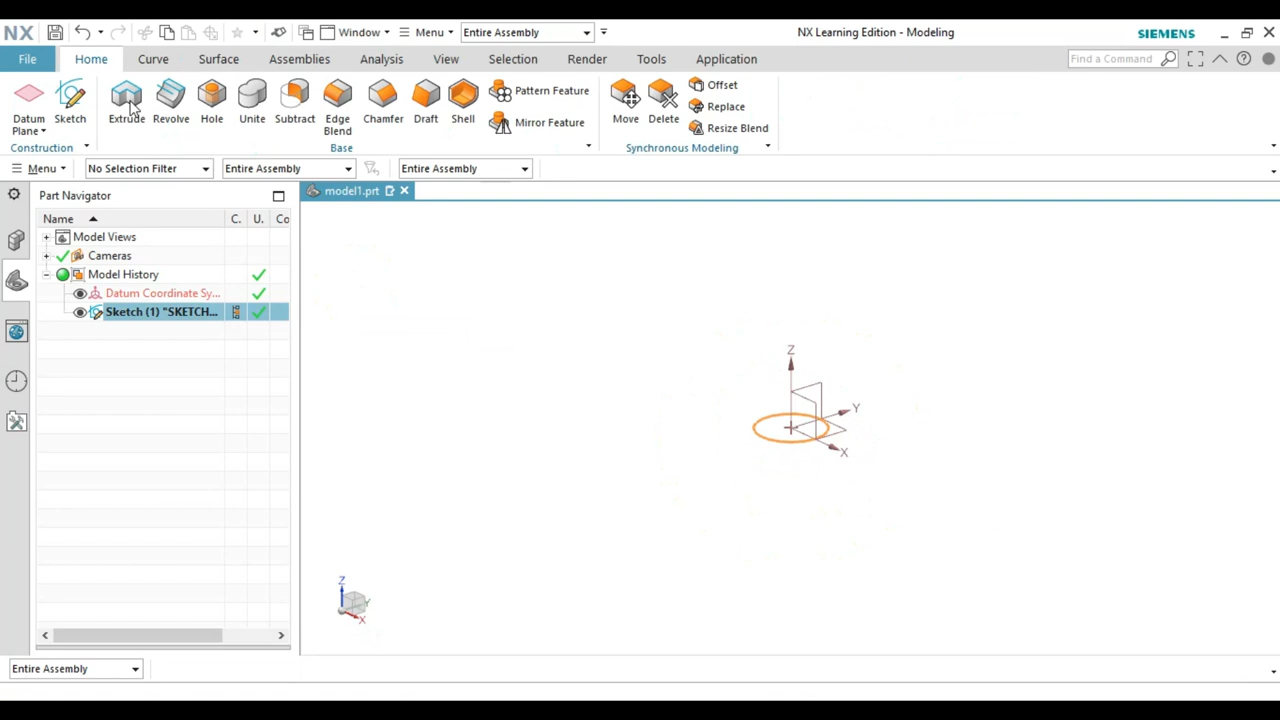 NX Window Menu Entire Assembly NX Learning Edition - Modeling SIEMENS
File Home Curve Surface Assemblies Analysis View Selection Render Tools Application Find a Command
Datum Plane Sketch Extrude Revolve Hole Unite Subtract Edge Blend Chamfer Draft Shell Pattern Feature Mirror Feature Move Delete Offset Replace Resize Blend
Construction Base Synchronous Modeling
Menu No Selection Filter Entire Assembly Entire Assembly
Part Navigator model1.prt
Name C. U. Co
Model Views
Cameras
Model History
Datum Coordinate Sy...
Sketch (1) "SKETCH...
Z
Y
X
Z
Y
X
Entire Assembly